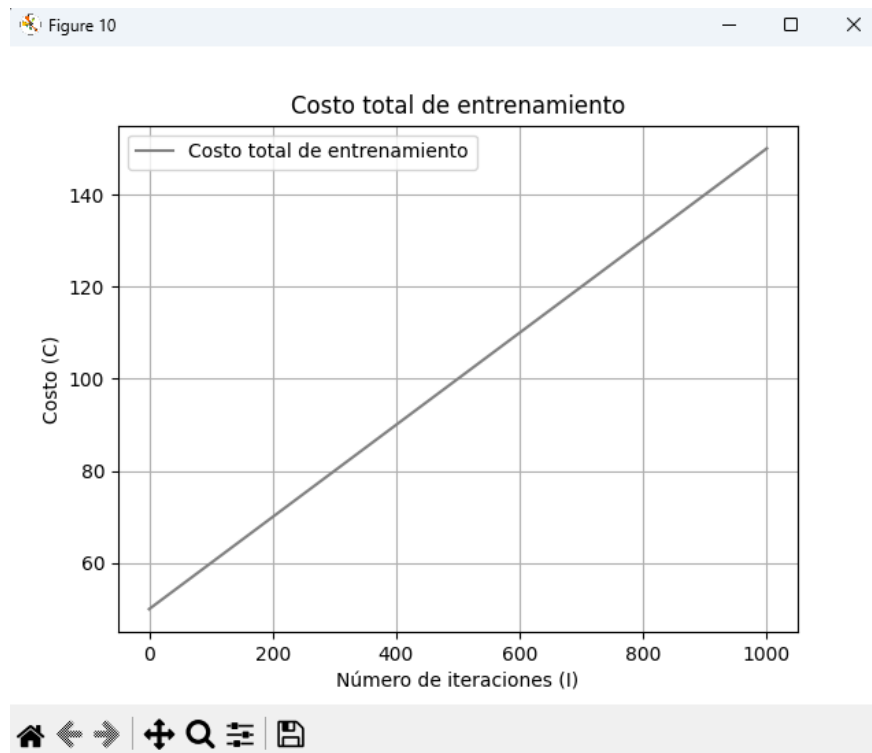 Figure 10
Costo total de entrenamiento
Costo total de entrenamiento
140
120
100
80
60
Costo (C)
0 200 400 600 800 1000
Número de iteraciones (I)